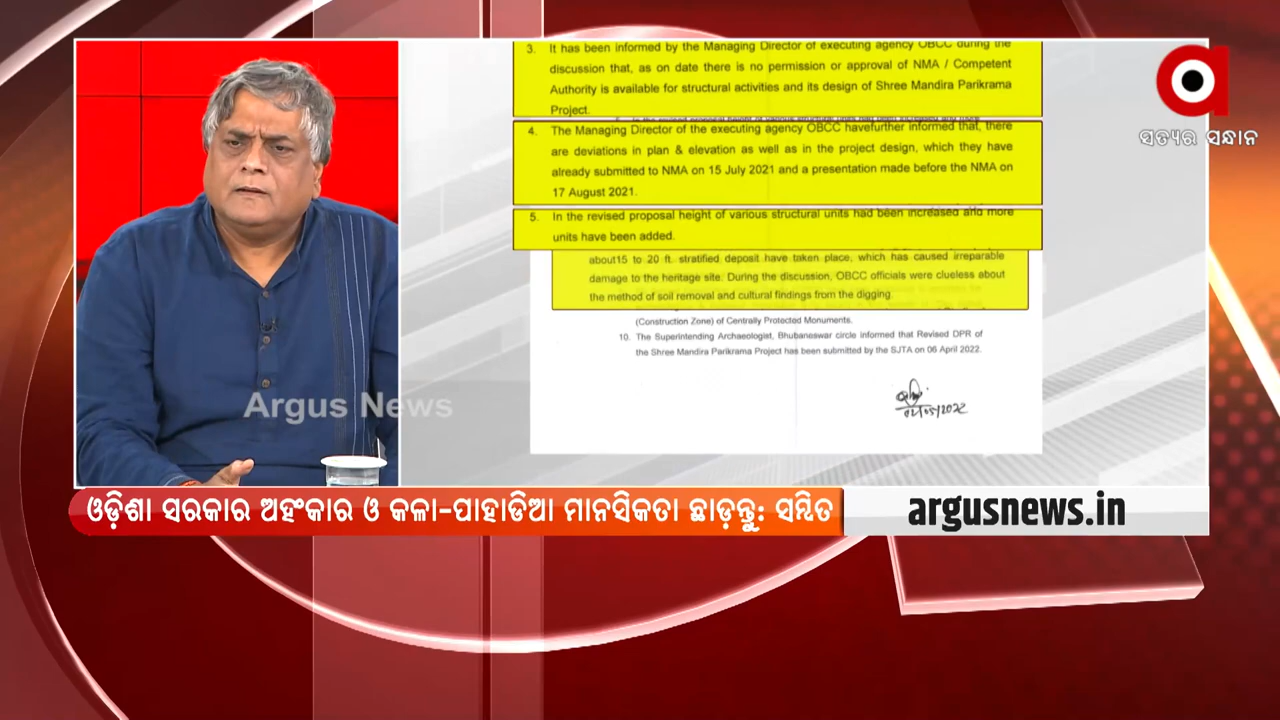 3. It has been informed by the Managing Director of executing agency OBCC during the
discussion that, as on date there is no permission or approval of NMA / Competent
Authority is available for structural activities and its design of Shree Mandira Parikrama
Project.
4. The Managing Director of the executing agency OBCC havefurther informed that, there
are deviations in plan & elevation as well as in the project design, which they have
already submitted to NMA on 15 July 2021 and a presentation made before the NMA on
17 August 2021.
5. In the revised proposal height of various structural units had been increased and more
units have been added.
about15 to 20 ft. stratified deposit have taken place, which has caused irreparable
damage to the heritage site. During the discussion, OBCC officials were clueless about
the method of soil removal and cultural findings from the digging.
(Construction Zone) of Centrally Protected Monuments.
10. The Superintending Archaeologist, Bhubaneswar circle informed that Revised DPR of
the Shree Mandira Parikrama Project has been submitted by the SJTA on 06 April 2022.
ସତ୍ୟର ସନ୍ଧାନ
Argus News
ଓଡ଼ିଶା ସରକାର ଅହଂକାର ଓ କଳା-ପାହାଡିଆ ମାନସିକତା ଛାଡ଼ନ୍ତୁ: ସମ୍ବିତ
argusnews.in